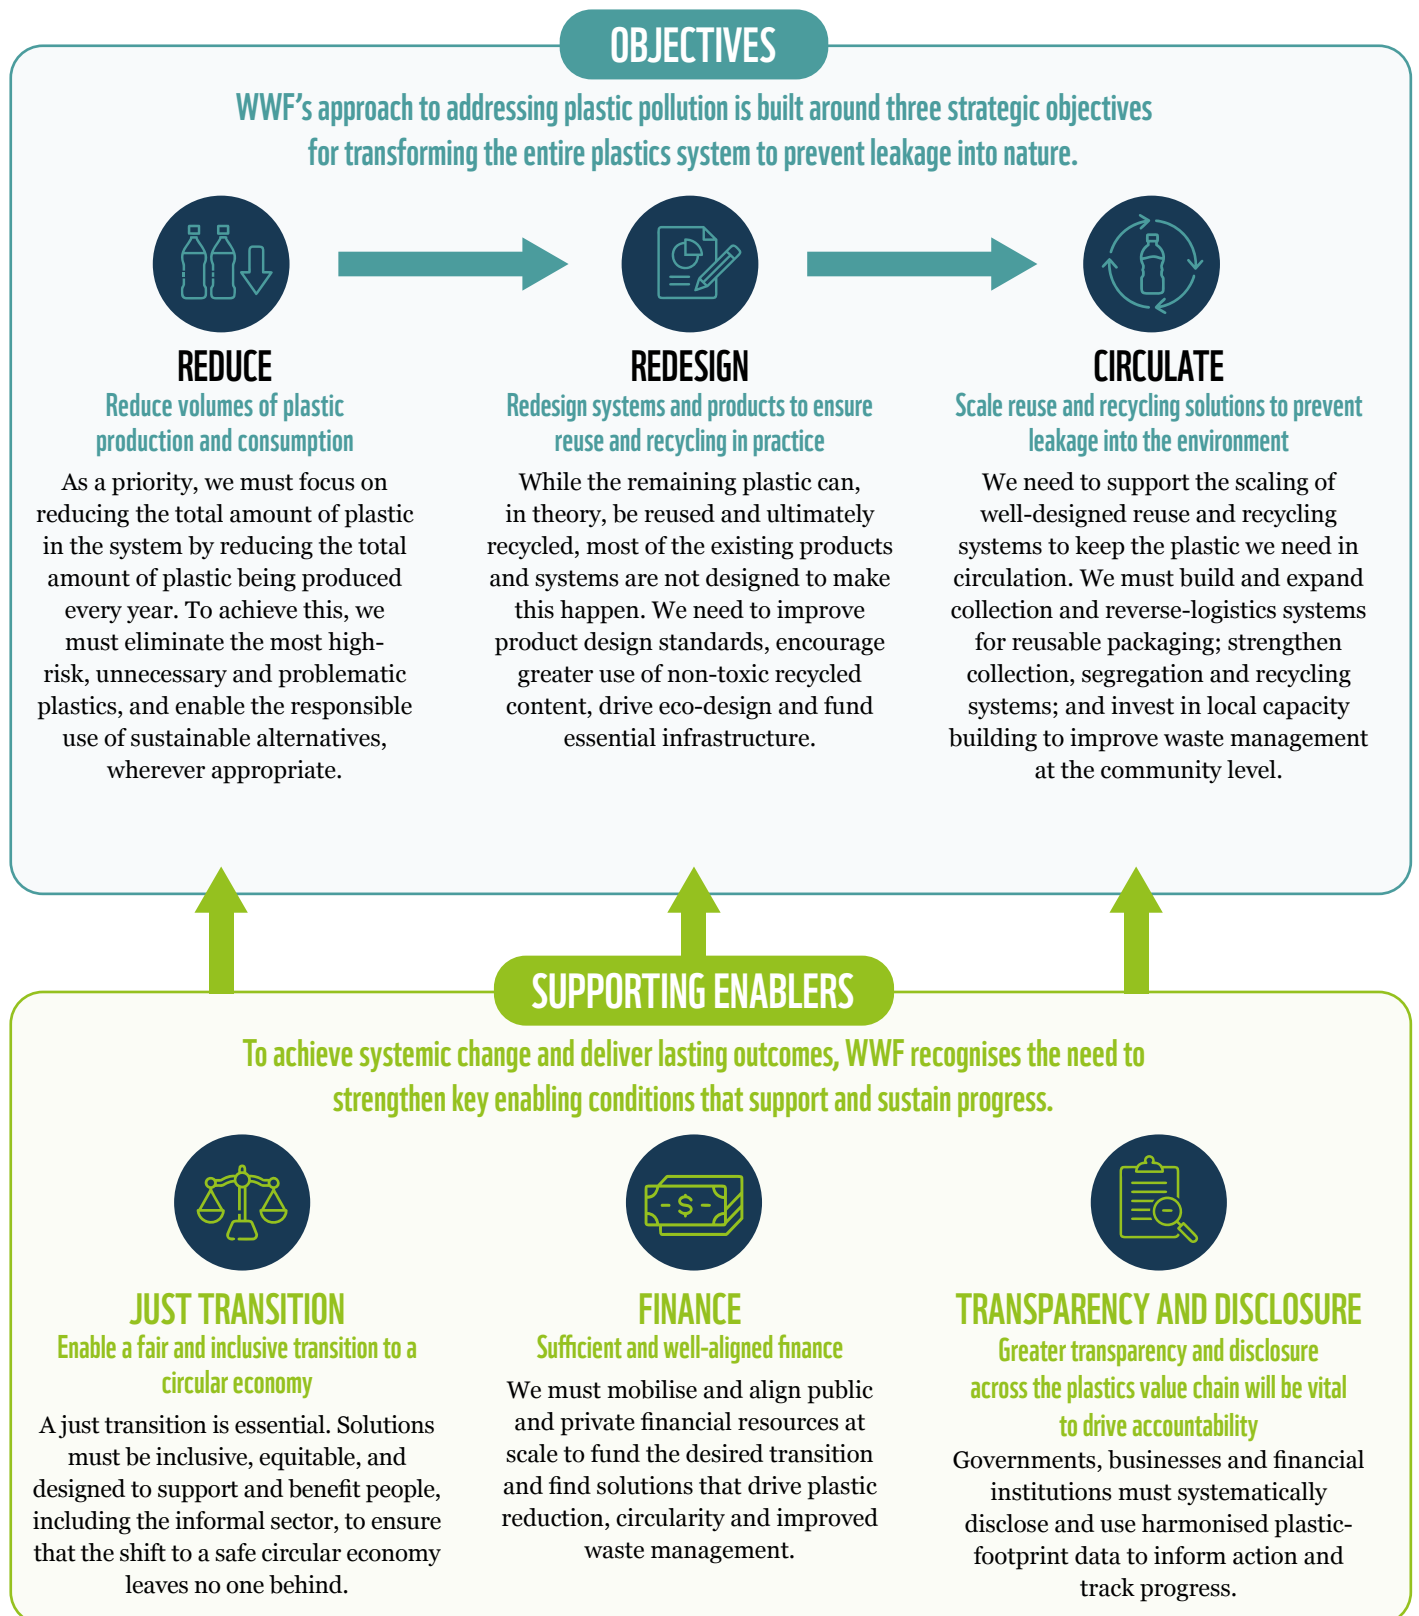 OBJECTIVES
WWF's approach to addressing plastic pollution is built around three strategic objectives
for transforming the entire plastics system to prevent leakage into nature.
REDUCE
Reduce volumes of plastic
production and consumption
As a priority, we must focus on
reducing the total amount of plastic
in the system by reducing the total
amount of plastic being produced
every year. To achieve this, we
must eliminate the most high-
risk, unnecessary and problematic
plastics, and enable the responsible
use of sustainable alternatives,
wherever appropriate.
REDESIGN
Redesign systems and products to ensure
reuse and recycling in practice
While the remaining plastic can,
in theory, be reused and ultimately
recycled, most of the existing products
and systems are not designed to make
this happen. We need to improve
product design standards, encourage
greater use of non-toxic recycled
content, drive eco-design and fund
essential infrastructure.
CIRCULATE
Scale reuse and recycling solutions to prevent
leakage into the environment
We need to support the scaling of
well-designed reuse and recycling
systems to keep the plastic we need in
circulation. We must build and expand
collection and reverse-logistics systems
for reusable packaging; strengthen
collection, segregation and recycling
systems; and invest in local capacity
building to improve waste management
at the community level.
SUPPORTING ENABLERS
To achieve systemic change and deliver lasting outcomes, WWF recognises the need to
strengthen key enabling conditions that support and sustain progress.
JUST TRANSITION
Enable a fair and inclusive transition to a
circular economy
A just transition is essential. Solutions
must be inclusive, equitable, and
designed to support and benefit people,
including the informal sector, to ensure
that the shift to a safe circular economy
leaves no one behind.
$
FINANCE
Sufficient and well-aligned finance
We must mobilise and align public
and private financial resources at
scale to fund the desired transition
and find solutions that drive plastic
reduction, circularity and improved
waste management.
TRANSPARENCY AND DISCLOSURE
Greater transparency and disclosure
across the plastics value chain will be vital
to drive accountability
Governments, businesses and financial
institutions must systematically
disclose and use harmonised plastic-
footprint data to inform action and
track progress.